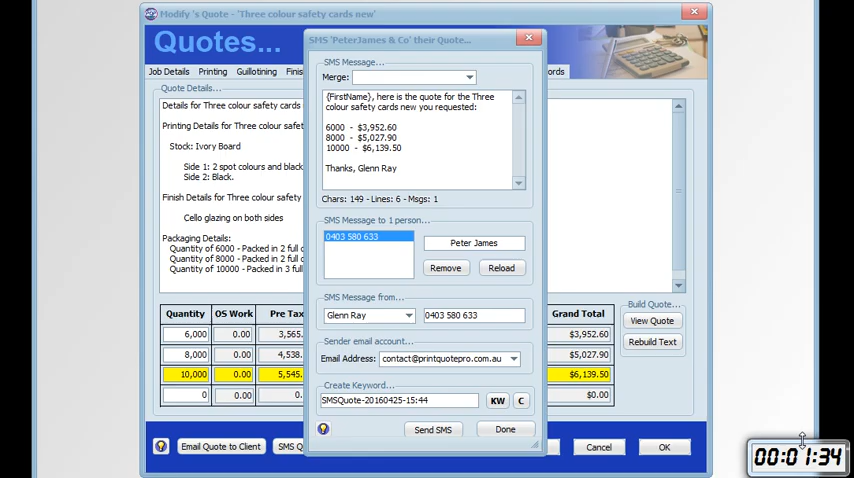 Modify 's Quote - 'Three colour safety cards new'
Quotes...
Job Details Printing Guillotining Finis
ords
Quote Details...
Details for Three colour safety cards
Printing Details for Three colour safet
Stock: Ivory Board
Side 1: 2 spot colours and black
Side 2: Black.
Finish Details for Three colour safety
Cello glazing on both sides
Packaging Details:
Quantity of 6000 - Packed in 2 full
Quantity of 8000 - Packed in 2 full
Quantity of 10000 - Packed in 3 full
Quantity OS Work Pre Tax Grand Total
6,000 0.00 3,565. $3,952.60
8,000 0.00 4,538. $5,027.90
10,000 0.00 5,545. $6,139.50
0 0.00 0. $0.00
Build Quote...
View Quote
Rebuild Text
Email Quote to Client SMS Q Cancel OK
SMS 'PeterJames & Co' their Quote...
SMS Message...
Merge:
{FirstName}, here is the quote for the Three
colour safety cards new you requested:
6000 - $3,952.60
8000 - $5,027.90
10000 - $6,139.50
Thanks, Glenn Ray
Chars: 149 - Lines: 6 - Msgs: 1
SMS Message to 1 person...
0403 580 633
Peter James
Remove Reload
SMS Message from...
Glenn Ray 0403 580 633
Sender email account...
Email Address: contact@printquotepro.com.au
Create Keyword...
SMSQuote-20160425-15:44 KW C
Send SMS Done
00:01:34